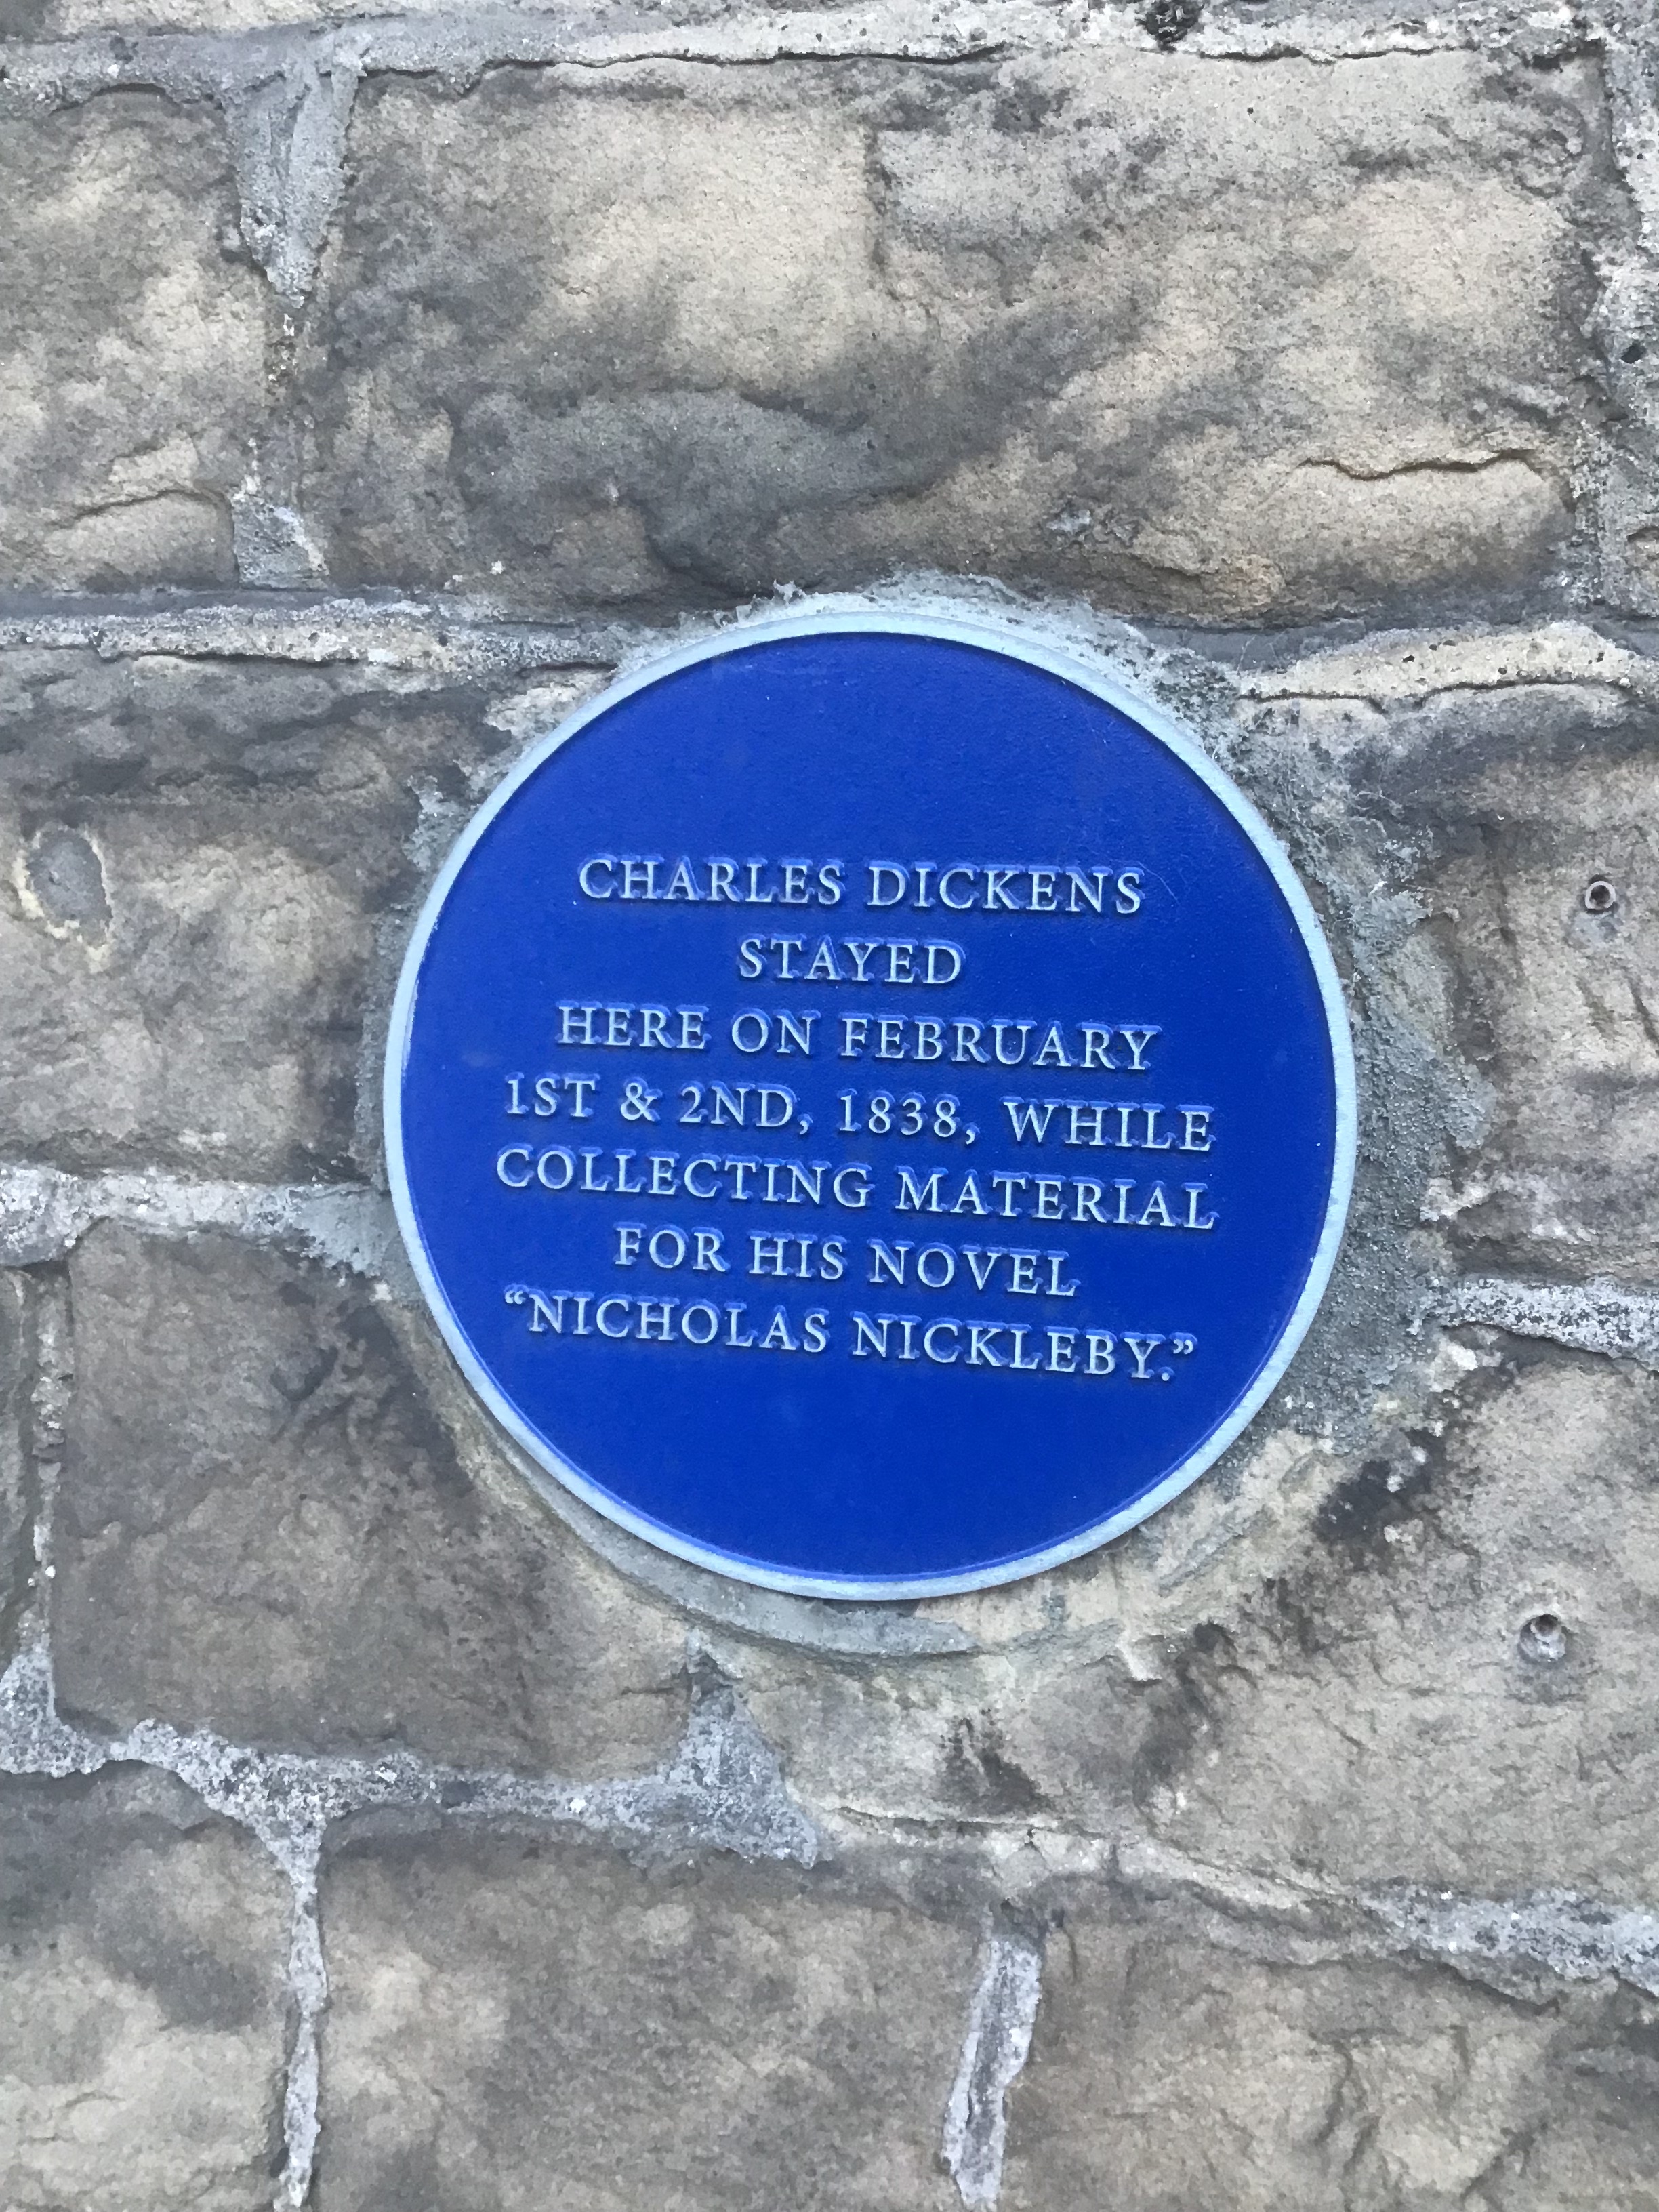 CHARLES DICKENS
STAYED
HERE ON FEBRUARY
1ST & 2ND, 1838, WHILE
COLLECTING MATERIAL
FOR HIS NOVEL
“NICHOLAS NICKLEBY.”